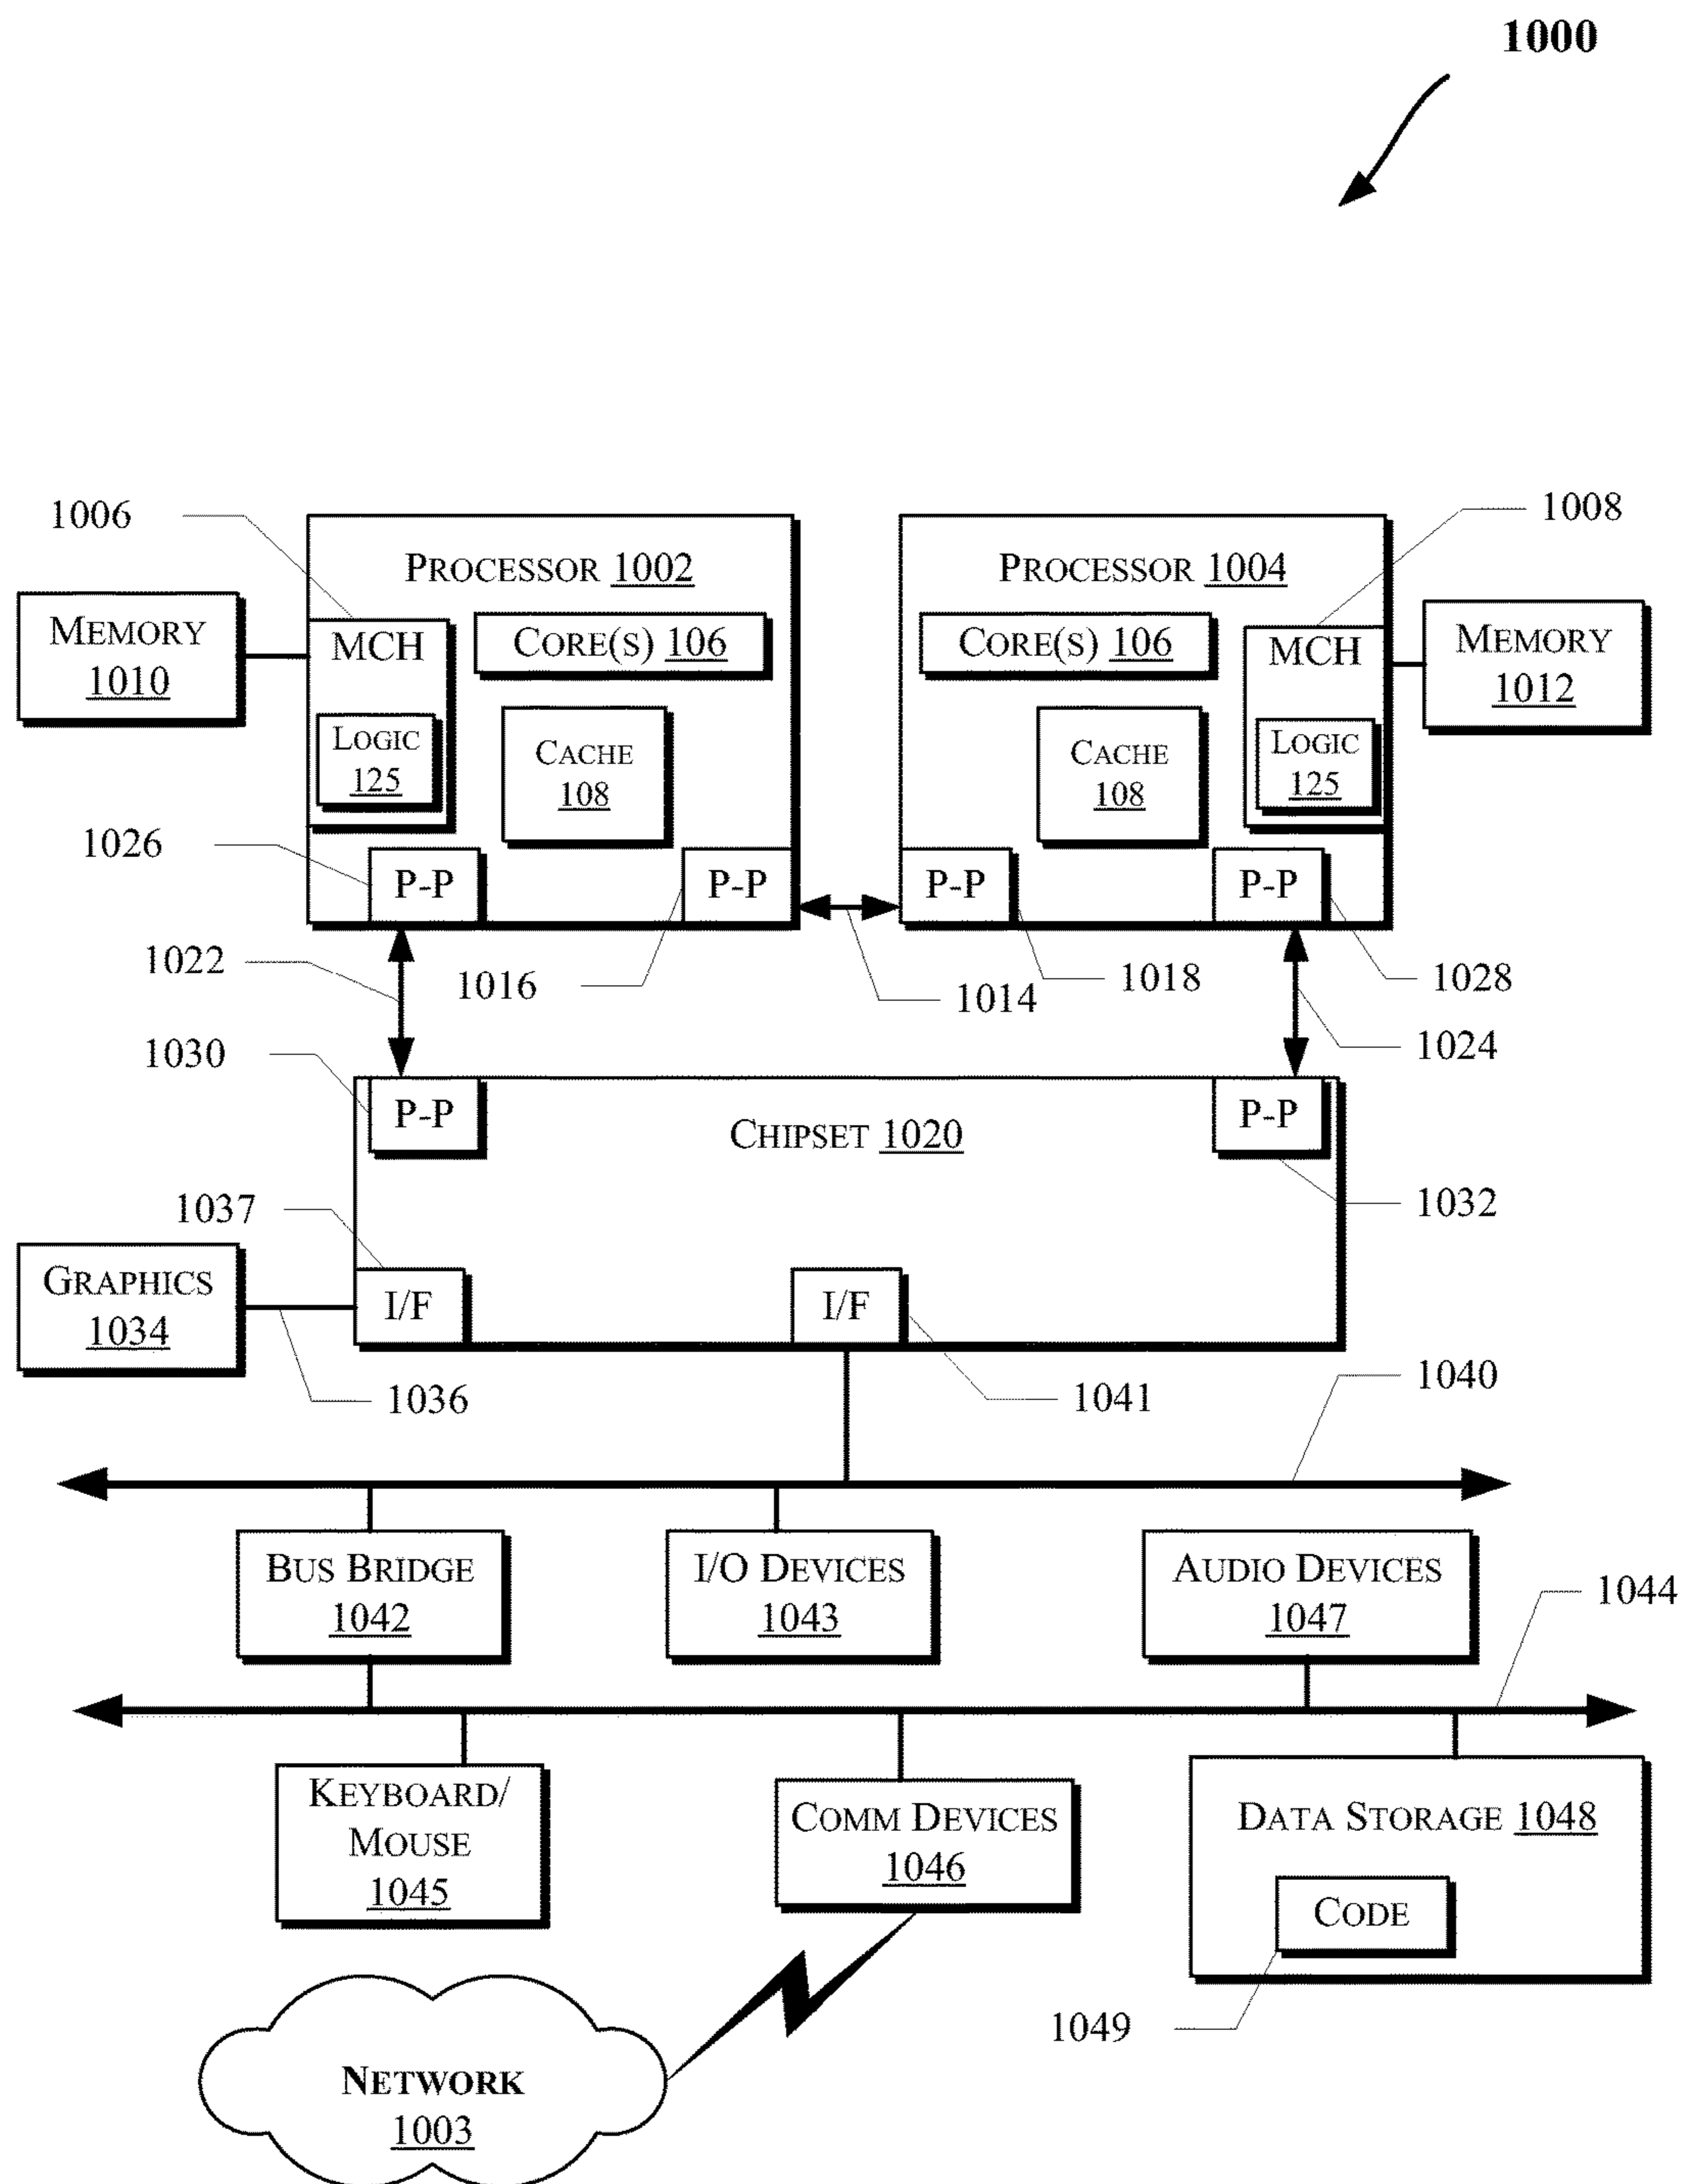 1000
1006
1008
PROCESSOR 1002
PROCESSOR 1004
MEMORY
1010
MCH
CORE(S) 106
CORE(S) 106
MCH
MEMORY
1012
LOGIC
125
CACHE
108
CACHE
108
LOGIC
125
1026
P-P
P-P
P-P
P-P
1022
1016
1014
1018
1028
1030
1024
P-P
CHIPSET 1020
P-P
1037
1032
GRAPHICS
1034
I/F
I/F
1036
1041
1040
BUS BRIDGE
1042
I/O DEVICES
1043
AUDIO DEVICES
1047
1044
KEYBOARD/
MOUSE
1045
COMM DEVICES
1046
DATA STORAGE 1048
CODE
1049
NETWORK
1003